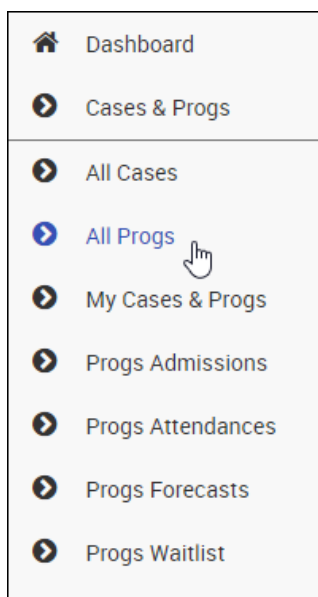 Dashboard
Cases & Progs
All Cases
All Progs
My Cases & Progs
Progs Admissions
Progs Attendances
Progs Forecasts
Progs Waitlist